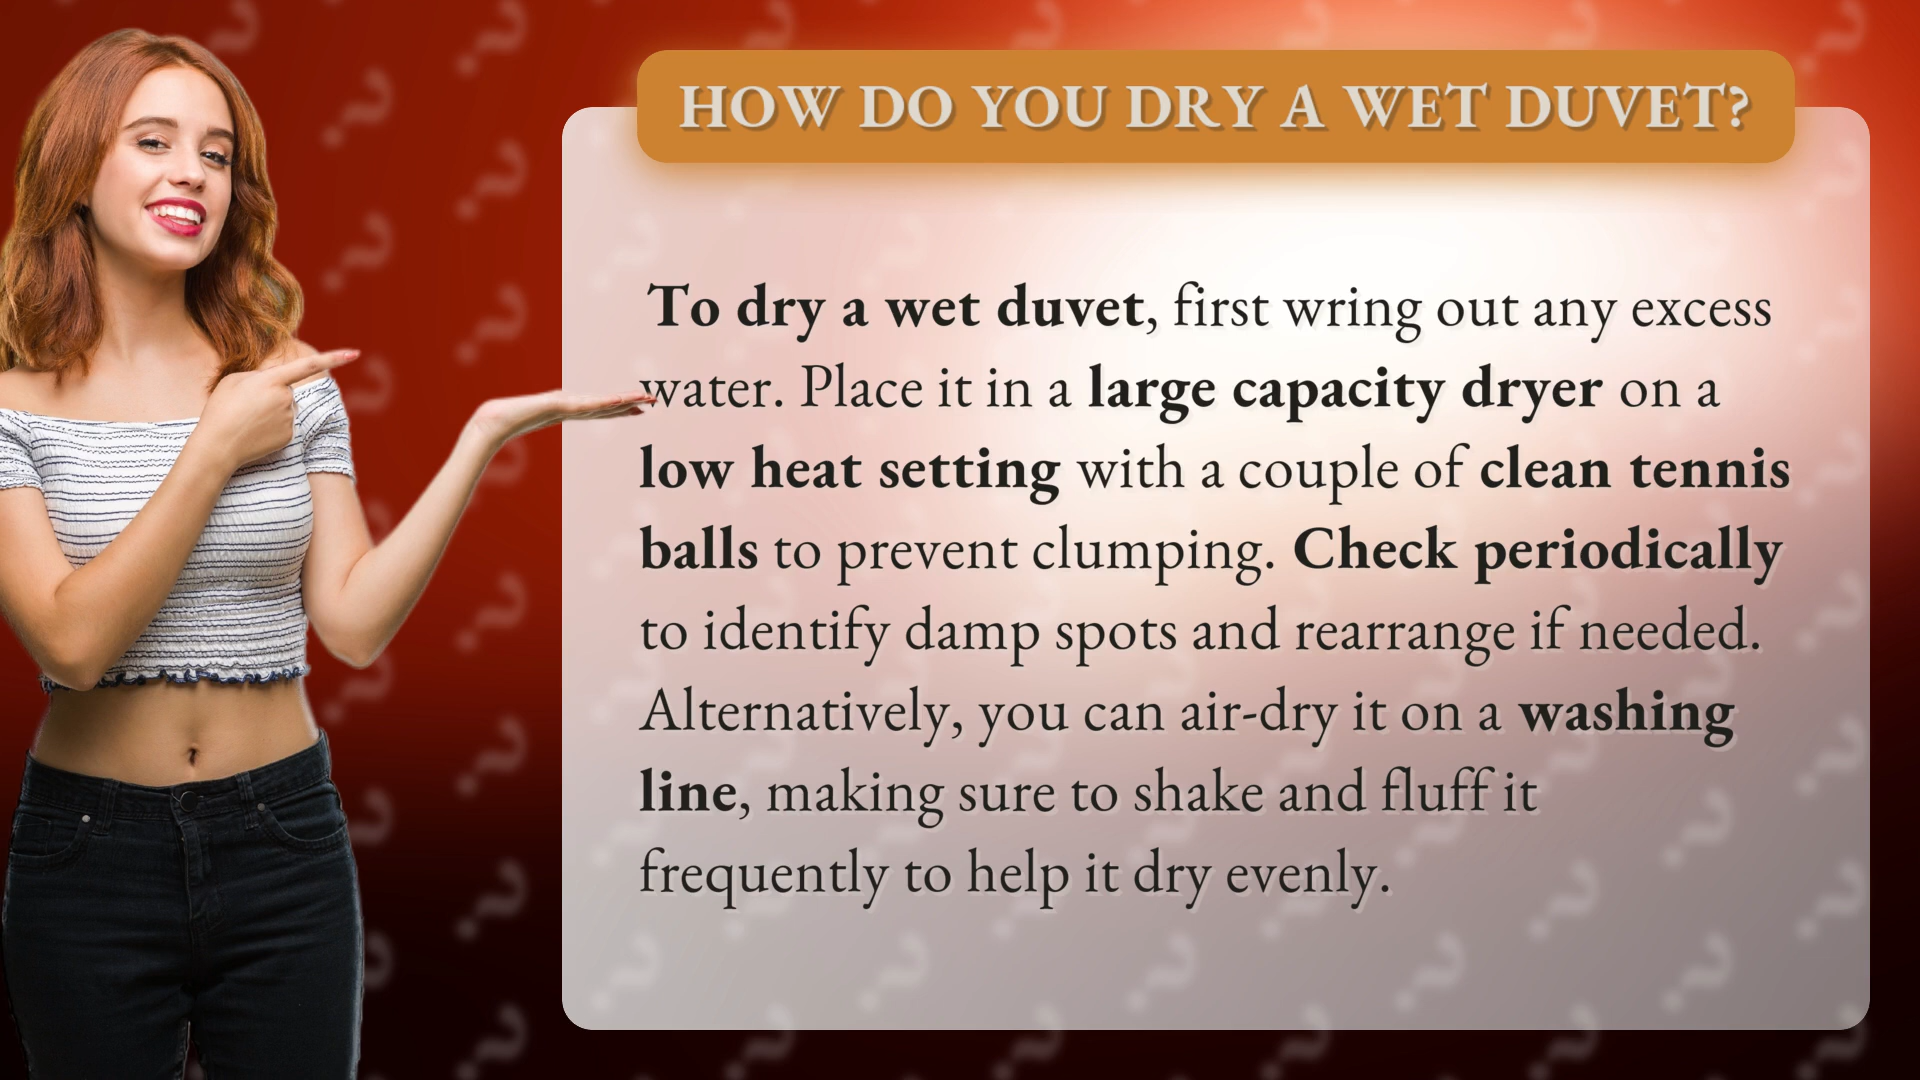 HOW DO YOU DRY A WET DUVET?
To dry a wet duvet, first wring out any excess
water. Place it in a large capacity dryer on a
low heat setting with a couple of clean tennis
balls to prevent clumping. Check periodically
to identify damp spots and rearrange if needed.
Alternatively, you can air-dry it on a washing
line, making sure to shake and fluff it
frequently to help it dry evenly.